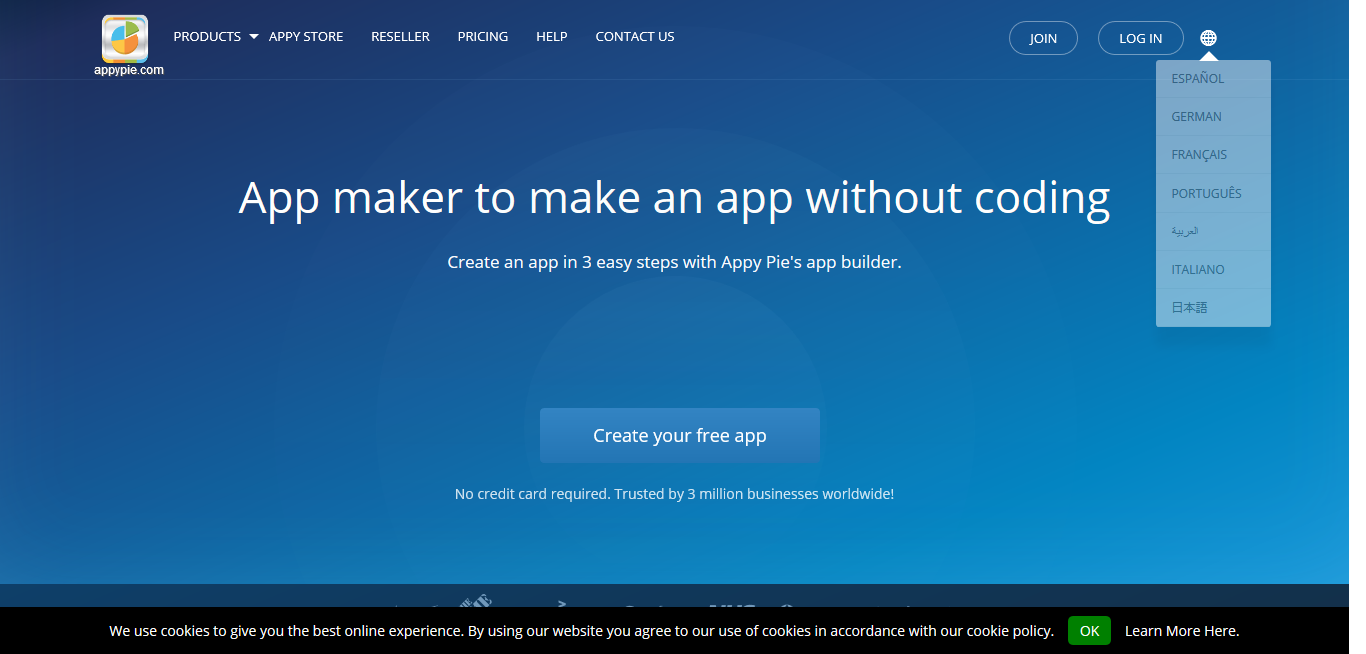 PRODUCTS APPY STORE RESELLER PRICING HELP CONTACT US JOIN LOG IN
appypie.com
ESPAÑOL
GERMAN
FRANÇAIS
PORTUGUÊS
العربية
ITALIANO
日本語
App maker to make an app without coding
Create an app in 3 easy steps with Appy Pie's app builder.
Create your free app
No credit card required. Trusted by 3 million businesses worldwide!
We use cookies to give you the best online experience. By using our website you agree to our use of cookies in accordance with our cookie policy. OK Learn More Here.